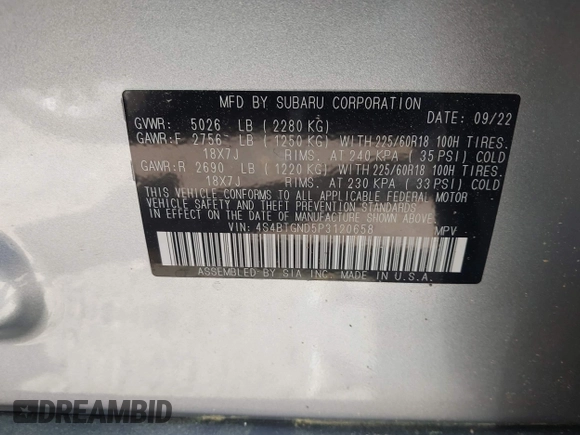 MFD BY SUBARU CORPORATION
GVWR: 5026 LB (2280 KG) DATE: 09/22
GAWR:F 2756 LB (1250 KG) WITH 225/60R18 100H TIRES.
18X7J RIMS. AT 240 KPA (35 PSI) COLD
GAWR:R 2690 LB (1220 KG) WITH 225/60R18 100H TIRES.
18X7J RIMS. AT 230 KPA (33 PSI) COLD
THIS VEHICLE CONFORMS TO ALL APPLICABLE FEDERAL MOTOR
VEHICLE SAFETY AND THEFT PREVENTION STANDARDS
IN EFFECT ON THE DATE OF MANUFACTURE SHOWN ABOVE.
VIN: 4S4BTGND5P3120658 MPV
ASSEMBLED BY SIA INC. MADE IN U.S.A.
DREAMBID